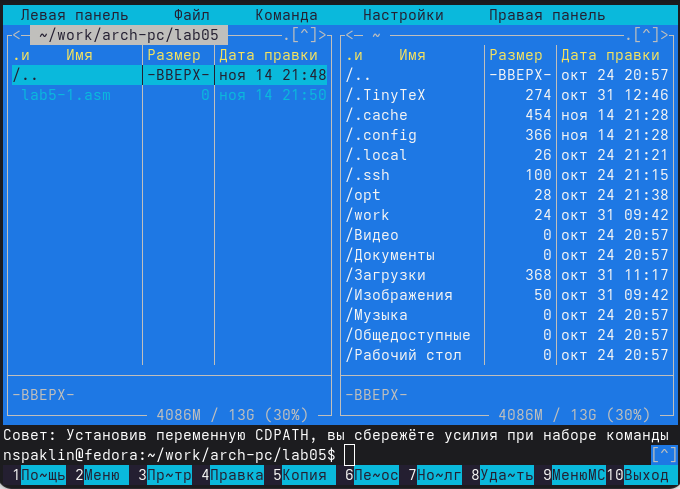 Левая панель Файл Команда Настройки Правая панель
<─ ~/work/arch-pc/lab05 .[^]> <─ ~ .[^]>
.и Имя Размер Дата правки .и Имя Размер Дата правки
/.. -ВВЕРХ- ноя 14 21:48 /.. -ВВЕРХ- окт 24 20:57
lab5-1.asm 0 ноя 14 21:50 /.TinyTeX 274 окт 31 12:46
/.cache 454 ноя 14 21:28
/.config 366 ноя 14 21:28
/.local 26 окт 24 21:21
/.ssh 100 окт 24 21:15
/opt 28 окт 24 21:38
/work 24 окт 31 09:42
/Видео 0 окт 24 20:57
/Документы 0 окт 24 20:57
/Загрузки 368 окт 31 11:17
/Изображения 50 окт 31 09:42
/Музыка 0 окт 24 20:57
/Общедоступные 0 окт 24 20:57
/Рабочий стол 0 окт 24 20:57
-ВВЕРХ- -ВВЕРХ-
4086M / 13G (30%) 4086M / 13G (30%)
Совет: Установив переменную CDPATH, вы сбережёте усилия при наборе команды
nspaklin@fedora:~/work/arch-pc/lab05$ [^]
1По~щь 2Меню 3Пр~тр 4Правка 5Копия 6Пе~ос 7Но~лг 8Уда~ть 9МенюМС 10Выход